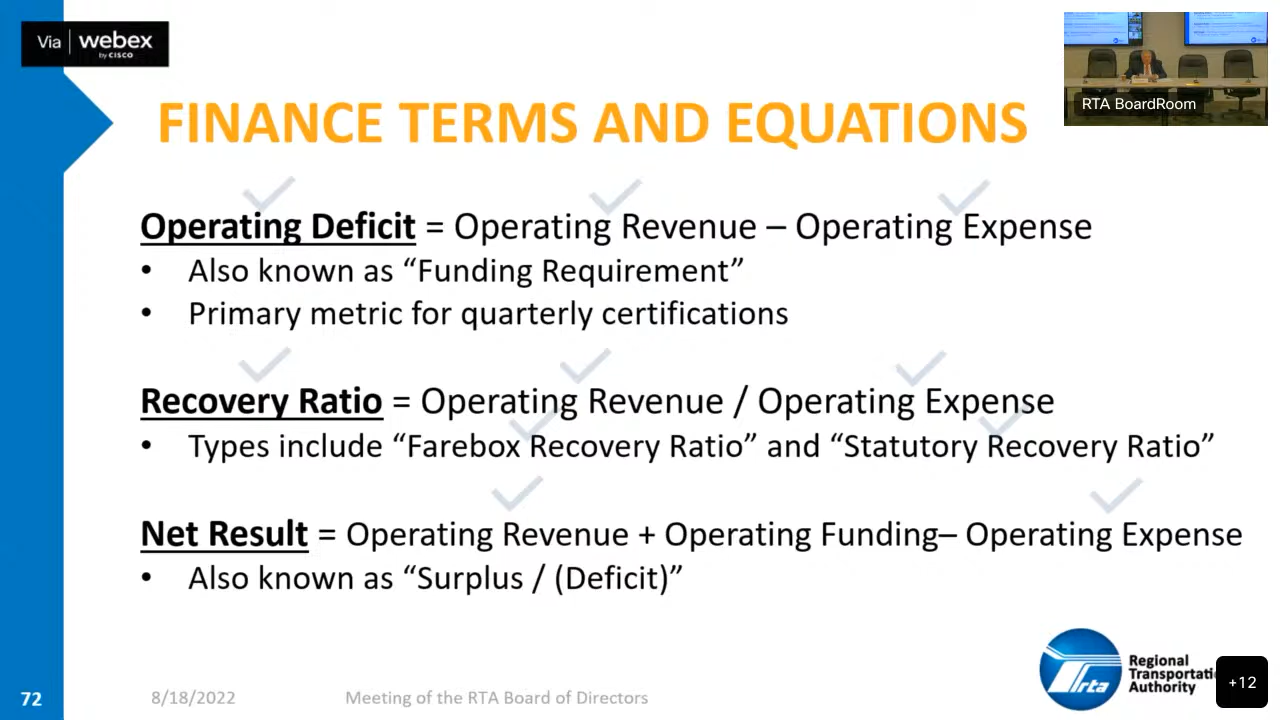 Via webex
by CISCO
RTA BoardRoom
FINANCE TERMS AND EQUATIONS
Operating Deficit = Operating Revenue – Operating Expense
• Also known as “Funding Requirement”
• Primary metric for quarterly certifications
Recovery Ratio = Operating Revenue / Operating Expense
• Types include “Farebox Recovery Ratio” and “Statutory Recovery Ratio”
Net Result = Operating Revenue + Operating Funding– Operating Expense
• Also known as “Surplus / (Deficit)”
rta
Regional
Transportati
Authority
+12
72
8/18/2022
Meeting of the RTA Board of Directors